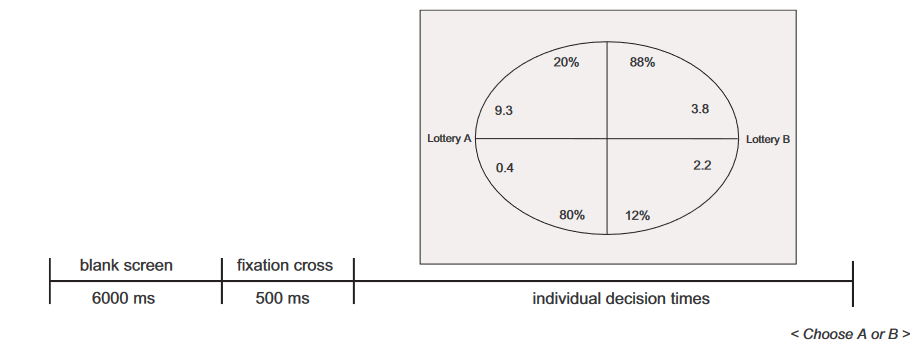 20% 88%
9.3 3.8
Lottery A Lottery B
0.4 2.2
80% 12%
blank screen fixation cross
6000 ms 500 ms individual decision times
< Choose A or B >